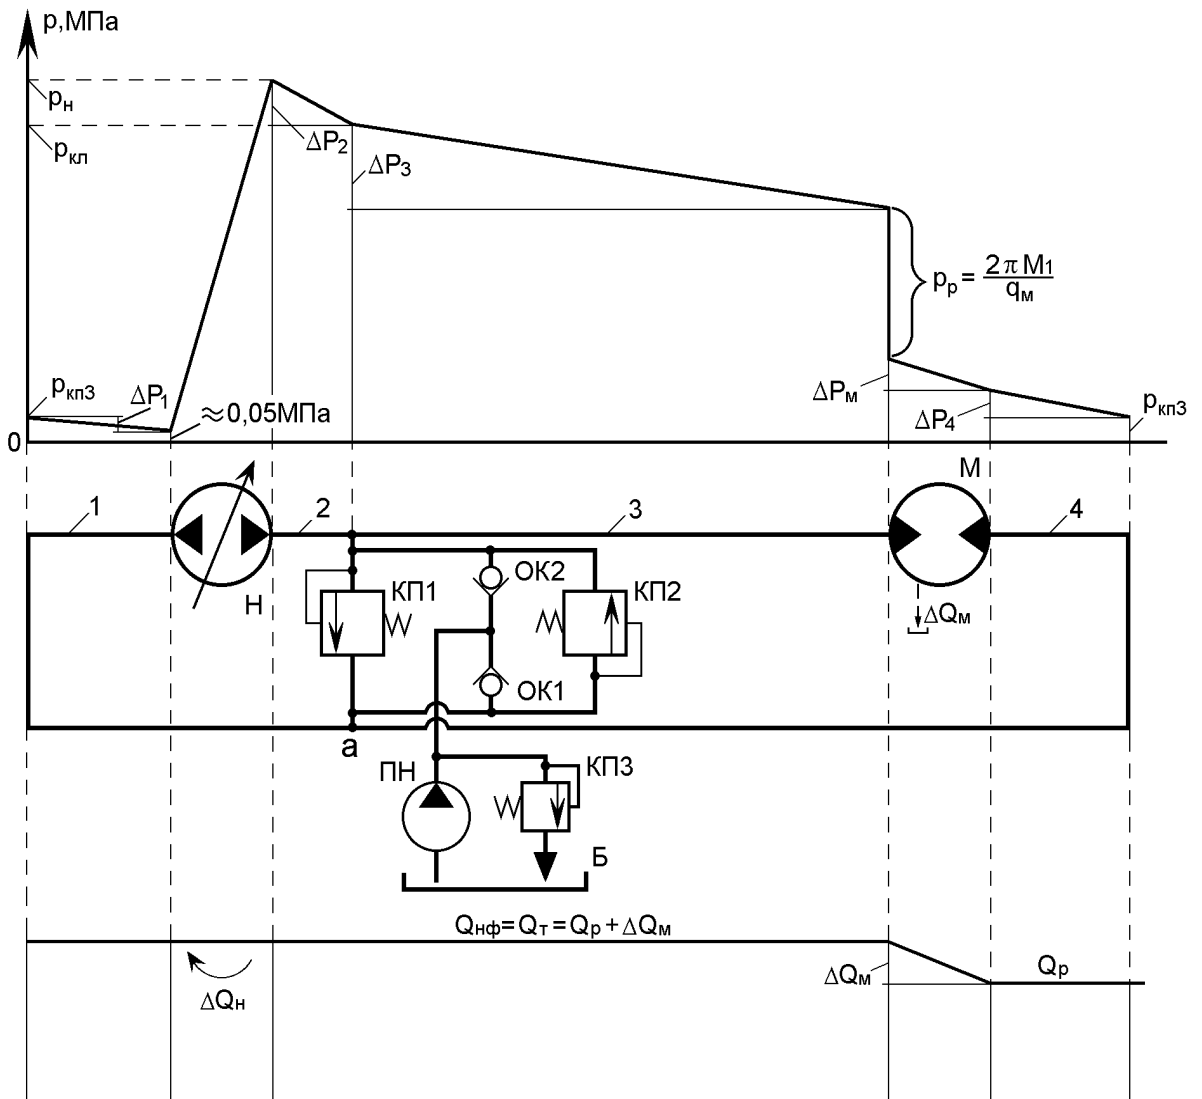 p,МПа
pн
pкл
ΔP2
ΔP3
pр = 2πM1/qм
pкп3
ΔP1
≈0,05МПа
ΔPм
ΔP4
pкп3
0
М
1
2
3
4
Н
КП1
ОК2
КП2
ΔQм
ОК1
а
ПН
КП3
Б
Qнф=Qт=Qр+ΔQм
ΔQн
ΔQм
Qр